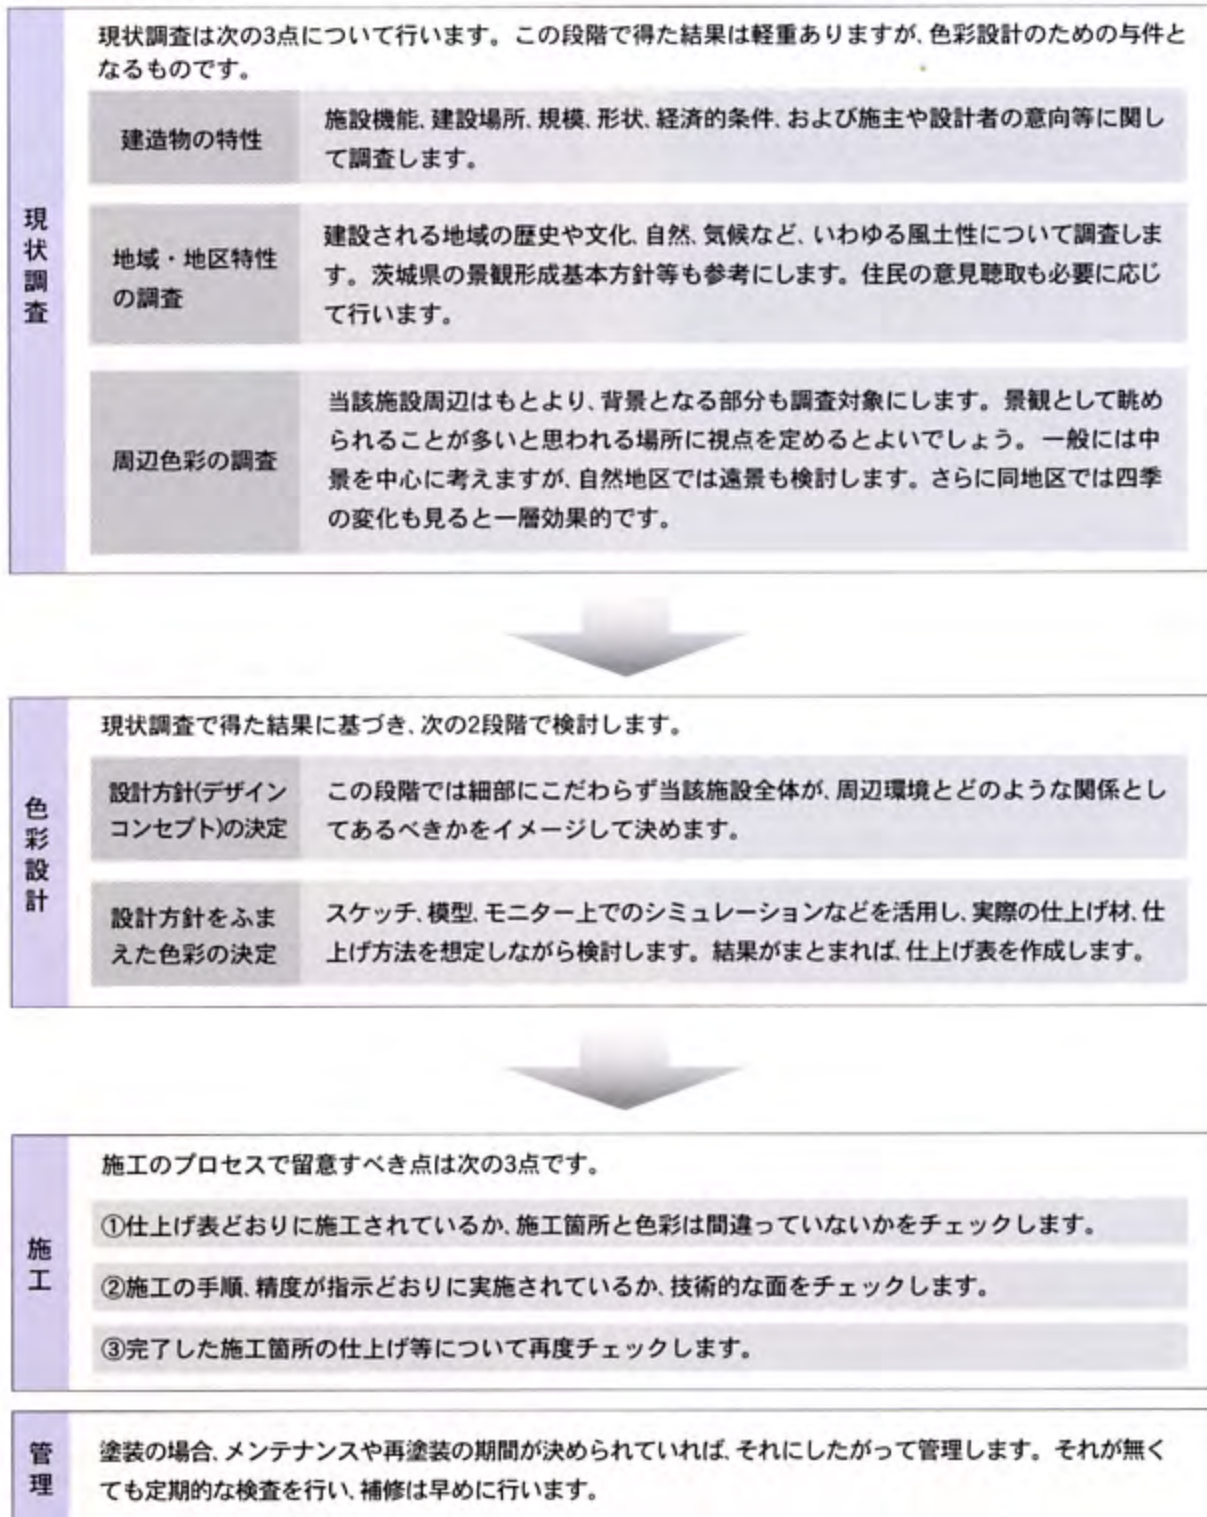 現状調査
現状調査は次の3点について行います。この段階で得た結果は軽重ありますが、色彩設計のための与件と
なるものです。
建造物の特性
施設機能、建設場所、規模、形状、経済的条件、および施主や設計者の意向等に関し
て調査します。
地域・地区特性
の調査
建設される地域の歴史や文化、自然、気候など、いわゆる風土性について調査しま
す。茨城県の景観形成基本方針等も参考にします。住民の意見聴取も必要に応じ
て行います。
周辺色彩の調査
当該施設周辺はもとより、背景となる部分も調査対象にします。景観として眺め
られることが多いと思われる場所に視点を定めるとよいでしょう。一般には中
景を中心に考えますが、自然地区では遠景も検討します。さらに同地区では四季
の変化も見ると一層効果的です。
色彩設計
現状調査で得た結果に基づき、次の2段階で検討します。
設計方針(デザイン
コンセプト)の決定
この段階では細部にこだわらず当該施設全体が、周辺環境とどのような関係とし
てあるべきかをイメージして決めます。
設計方針をふま
えた色彩の決定
スケッチ、模型、モニター上でのシミュレーションなどを活用し、実際の仕上げ材、仕
上げ方法を想定しながら検討します。結果がまとまれば、仕上げ表を作成します。
施工
施工のプロセスで留意すべき点は次の3点です。
①仕上げ表どおりに施工されているか、施工箇所と色彩は間違っていないかをチェックします。
②施工の手順、精度が指示どおりに実施されているか、技術的な面をチェックします。
③完了した施工箇所の仕上げ等について再度チェックします。
管理
塗装の場合、メンテナンスや再塗装の期間が決められていれば、それにしたがって管理します。それが無く
ても定期的な検査を行い、補修は早めに行います。